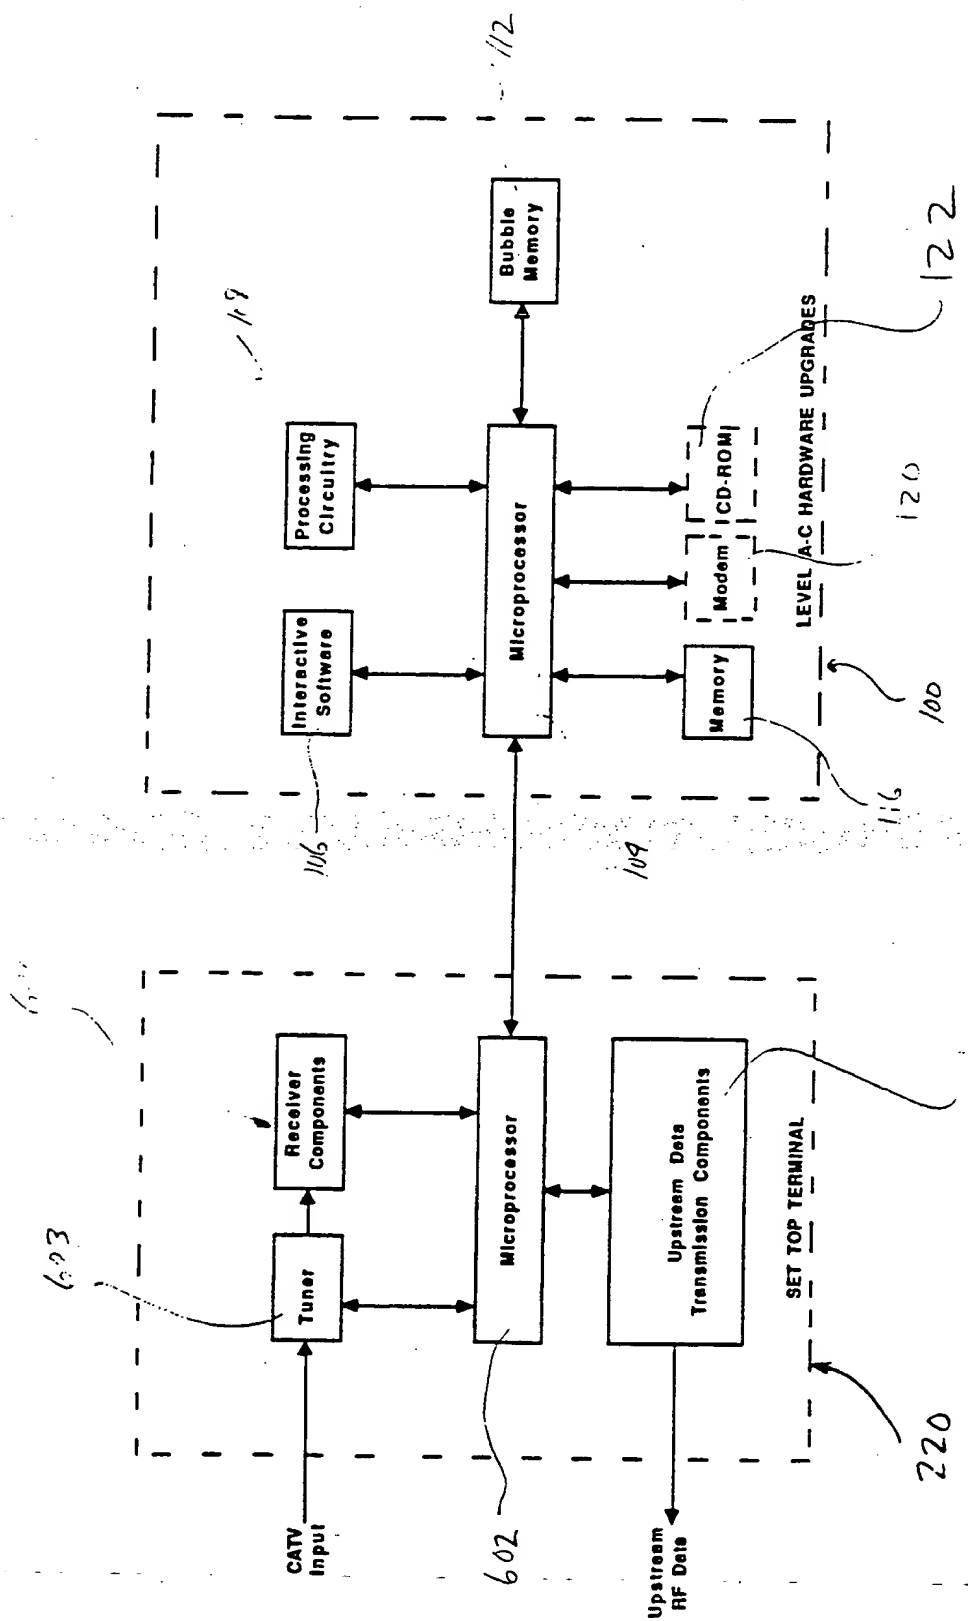 CATV
Input
Tuner
Receiver
Components
Microprocessor
Upstream Data
Transmission Components
Upstream
RF Data
SET TOP TERMINAL
603
602
220
Interactive
Software
Processing
Circuitry
Microprocessor
Bubble
Memory
Memory
Modem
CD-ROM
LEVEL A-C HARDWARE UPGRADES
106
112
116
120
122
100